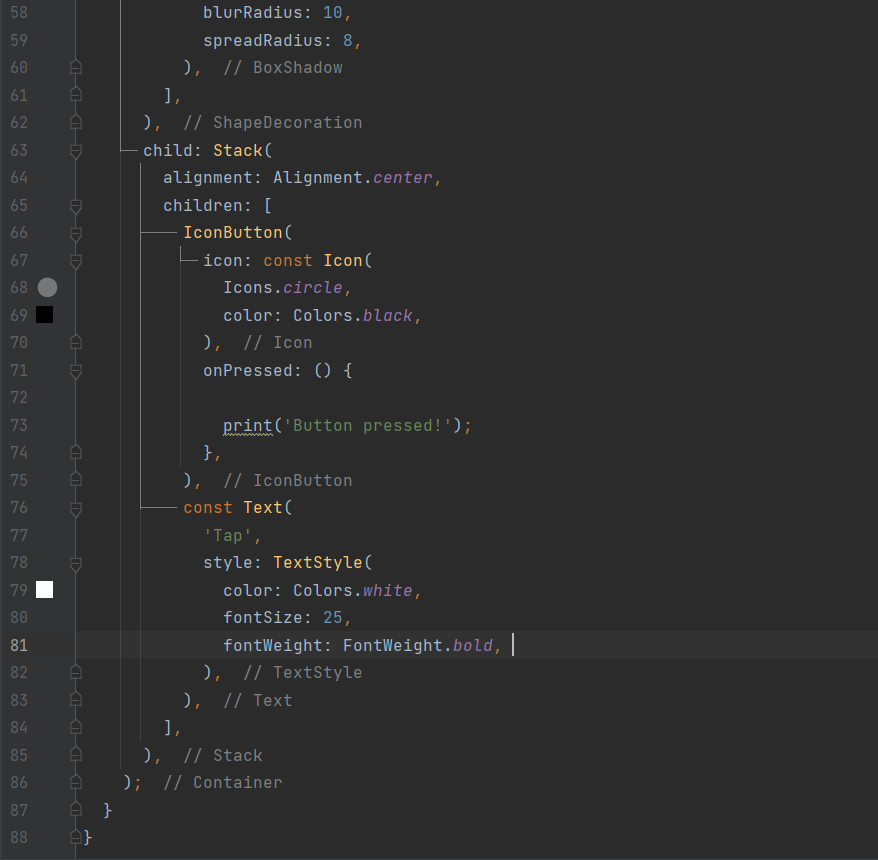 58 blurRadius: 10,
59 spreadRadius: 8,
60 ), // BoxShadow
61 ],
62 ), // ShapeDecoration
63 child: Stack(
64 alignment: Alignment.center,
65 children: [
66 IconButton(
67 icon: const Icon(
68 Icons.circle,
69 color: Colors.black,
70 ), // Icon
71 onPressed: () {
72
73 print('Button pressed!');
74 },
75 ), // IconButton
76 const Text(
77 'Tap',
78 style: TextStyle(
79 color: Colors.white,
80 fontSize: 25,
81 fontWeight: FontWeight.bold,
82 ), // TextStyle
83 ), // Text
84 ],
85 ), // Stack
86 ); // Container
87 }
88 }